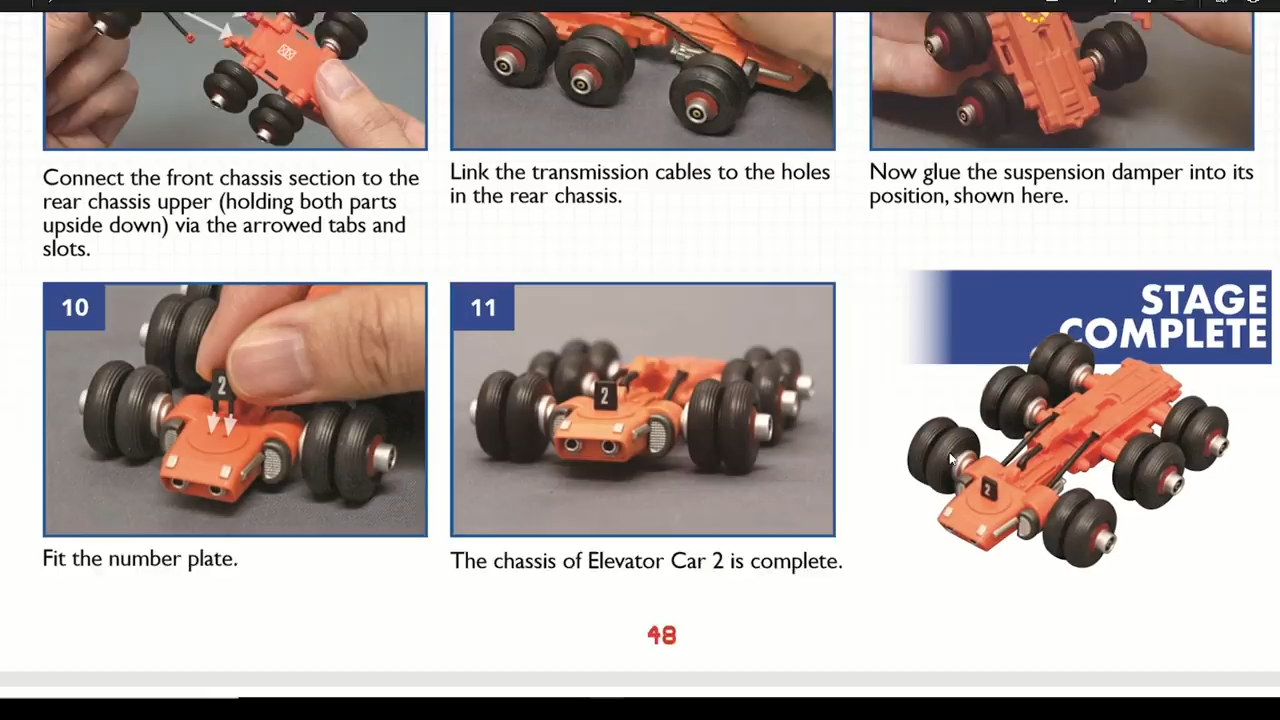 Connect the front chassis section to the
rear chassis upper (holding both parts
upside down) via the arrowed tabs and
slots.
Link the transmission cables to the holes
in the rear chassis.
Now glue the suspension damper into its
position, shown here.
10
2
Fit the number plate.
11
2
The chassis of Elevator Car 2 is complete.
STAGE
COMPLETE
2
48